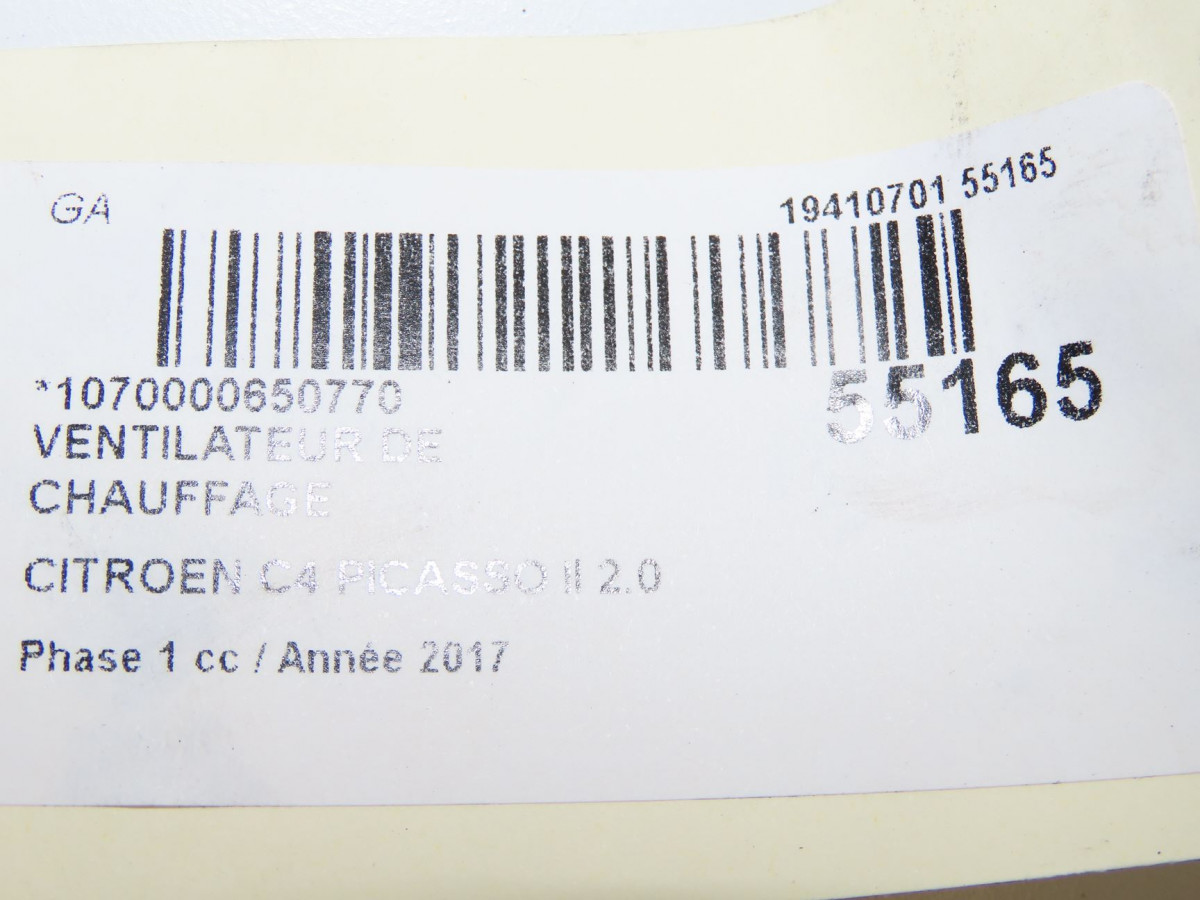 GA
19410701 55165
*1070000650770
55165
VENTILATEUR DE
CHAUFFAGE
CITROEN C4 PICASSO II 2.0
Phase 1 cc / Année 2017